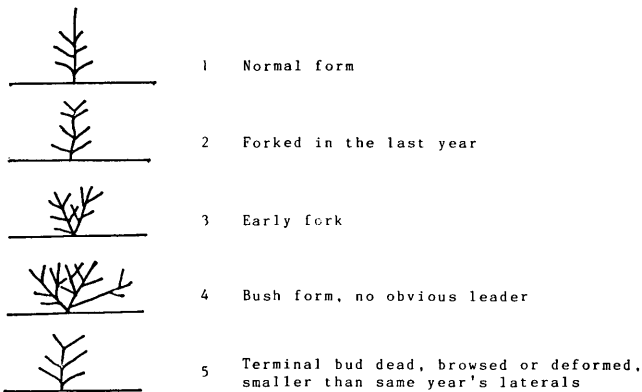 1 Normal form
2 Forked in the last year
3 Early fork
4 Bush form, no obvious leader
5 Terminal bud dead, browsed or deformed,
smaller than same year's laterals